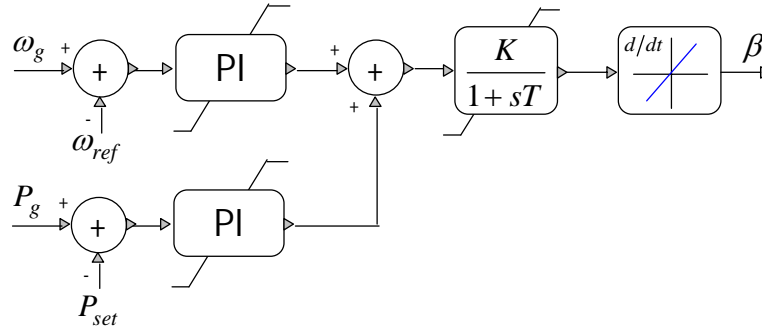 ω_g + + PI + + K/(1 + sT) d/dt β
- ω_ref +
P_g + + PI
- P_set